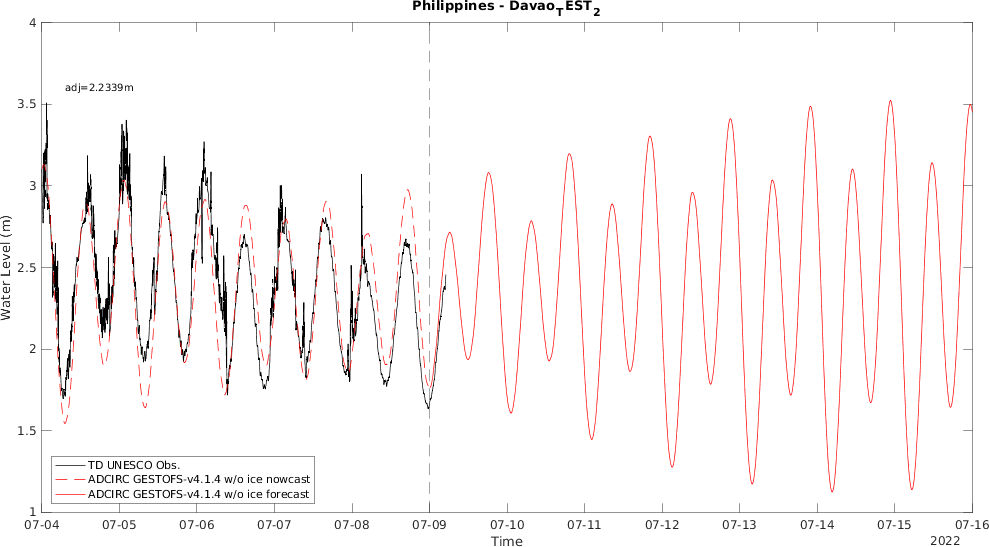 Philippines - Davao_TEST_2
adj=2.2339m
4
3.5
3
2.5
2
1.5
1
Water Level (m)
TD UNESCO Obs.
ADCIRC GESTOFS-v4.1.4 w/o ice nowcast
ADCIRC GESTOFS-v4.1.4 w/o ice forecast
07-04 07-05 07-06 07-07 07-08 07-09 07-10 07-11 07-12 07-13 07-14 07-15 07-16
Time
2022